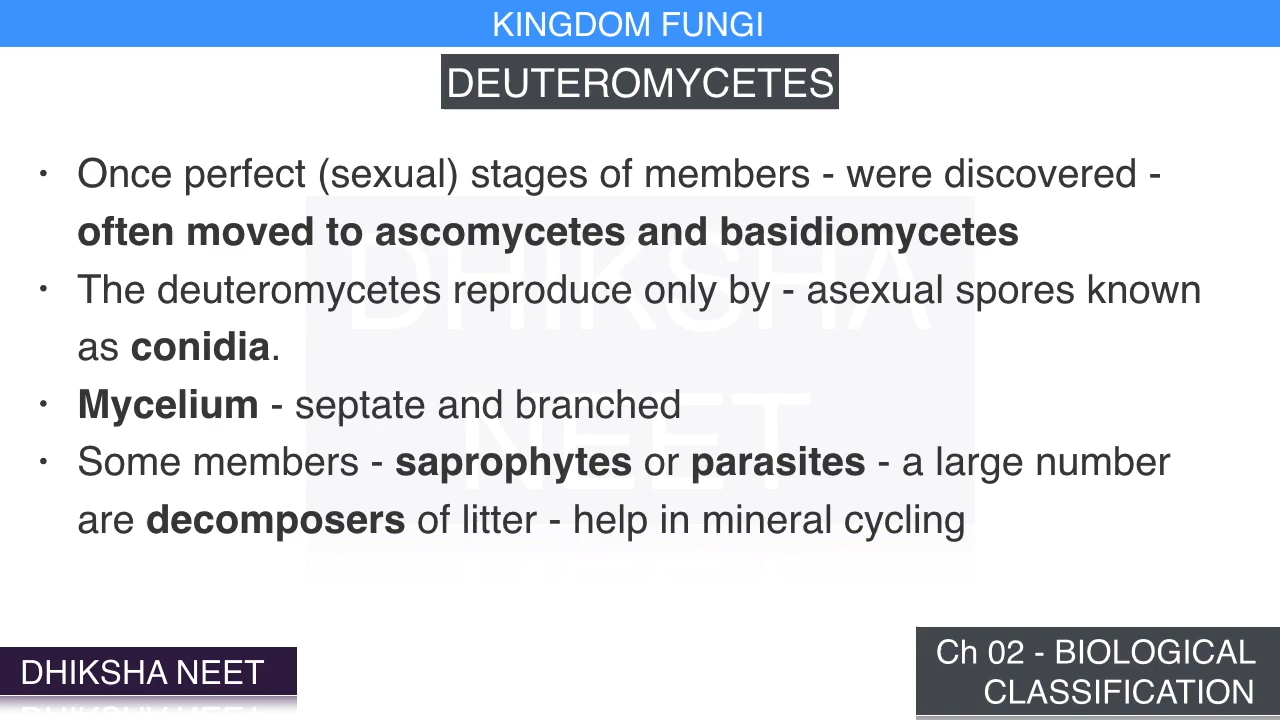 KINGDOM FUNGI
DEUTEROMYCETES
• Once perfect (sexual) stages of members - were discovered -
often moved to ascomycetes and basidiomycetes
• The deuteromycetes reproduce only by - asexual spores known
as conidia.
• Mycelium - septate and branched
• Some members - saprophytes or parasites - a large number
are decomposers of litter - help in mineral cycling
DHIKSHA
NEET
DHIKSHA NEET
Ch 02 - BIOLOGICAL
CLASSIFICATION